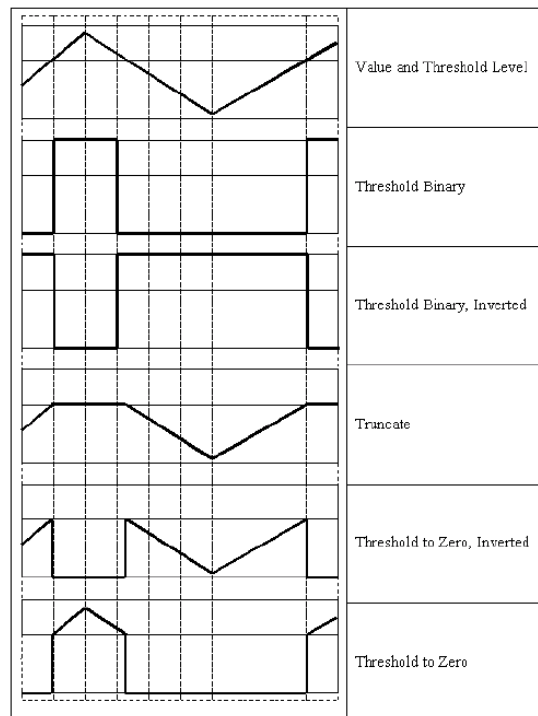 Value and Threshold Level
Threshold Binary
Threshold Binary, Inverted
Truncate
Threshold to Zero, Inverted
Threshold to Zero